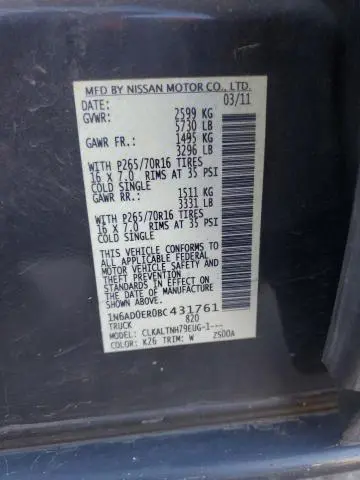 MFD BY NISSAN MOTOR CO., LTD.
DATE: 03/11
GVWR: 2599 KG
5730 LB
GAWR FR.: 1495 KG
3296 LB
WITH P265/70R16 TIRES
16 X 7.0 RIMS AT 35 PSI
COLD SINGLE
GAWR RR.: 1511 KG
3331 LB
WITH P265/70R16 TIRES
16 X 7.0 RIMS AT 35 PSI
COLD SINGLE
THIS VEHICLE CONFORMS TO
ALL APPLICABLE FEDERAL
MOTOR VEHICLE SAFETY AND
THEFT PREVENTION
STANDARDS IN EFFECT ON
THE DATE OF MANUFACTURE
SHOWN ABOVE.
1N6AD0ER0BC431761
TRUCK 820
MODEL: CLKALTNH79EUG-1---
COLOR: K26 TRIM: W 2500A